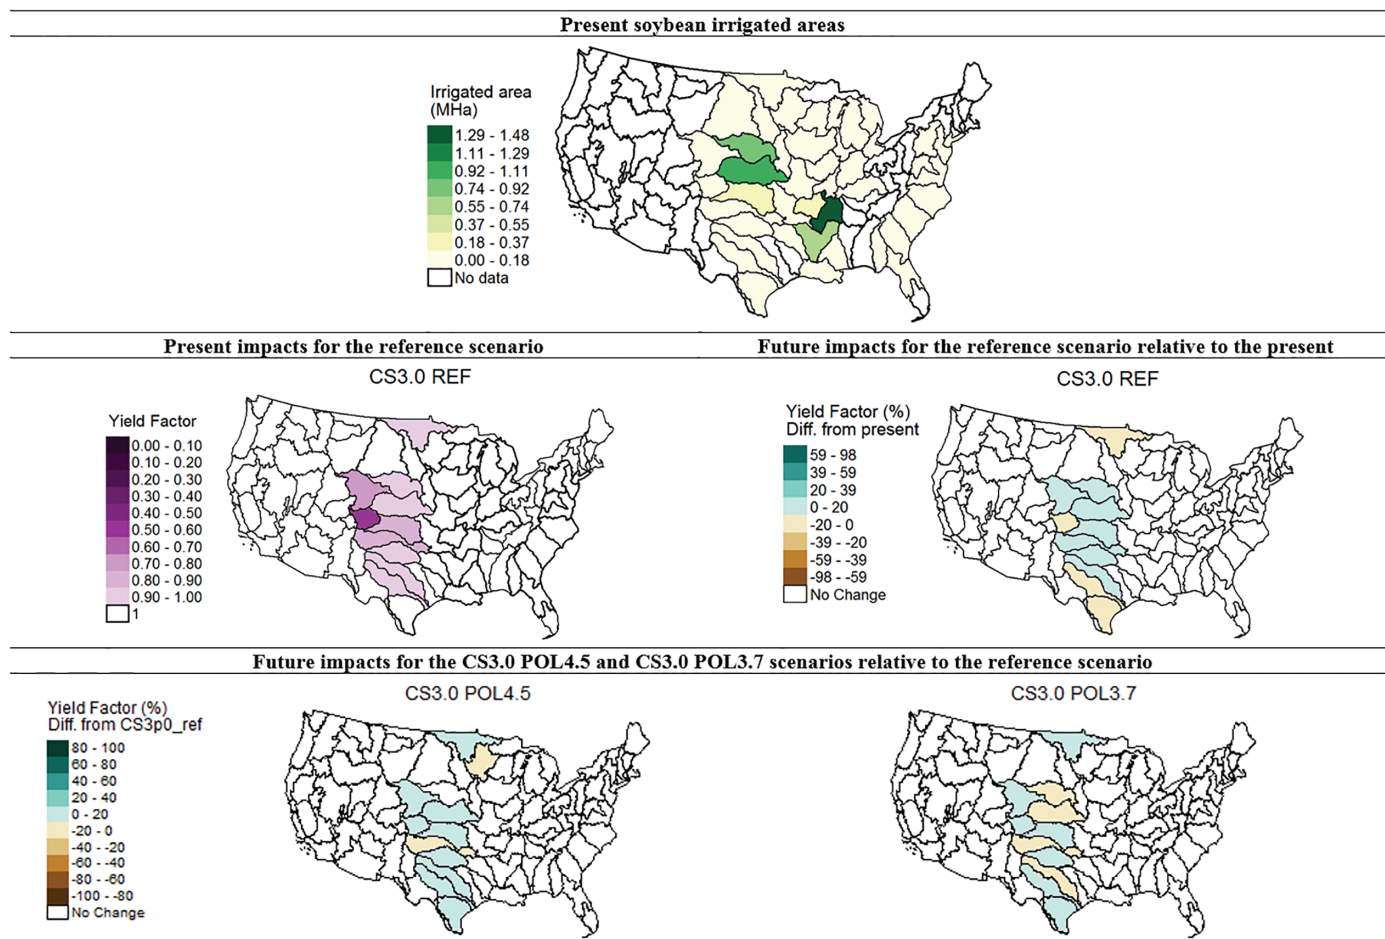 Present soybean irrigated areas
Irrigated area
(MHa)
1.29 - 1.48
1.11 - 1.29
0.92 - 1.11
0.74 - 0.92
0.55 - 0.74
0.37 - 0.55
0.18 - 0.37
0.00 - 0.18
No data
Present impacts for the reference scenario
Future impacts for the reference scenario relative to the present
CS3.0 REF
Yield Factor
0.00 - 0.10
0.10 - 0.20
0.20 - 0.30
0.30 - 0.40
0.40 - 0.50
0.50 - 0.60
0.60 - 0.70
0.70 - 0.80
0.80 - 0.90
0.90 - 1.00
1
CS3.0 REF
Yield Factor (%)
Diff. from present
59 - 98
39 - 59
20 - 39
0 - 20
-20 - 0
-39 - -20
-59 - -39
-98 - -59
No Change
Future impacts for the CS3.0 POL4.5 and CS3.0 POL3.7 scenarios relative to the reference scenario
CS3.0 POL4.5
CS3.0 POL3.7
Yield Factor (%)
Diff. from CS3p0_ref
80 - 100
60 - 80
40 - 60
20 - 40
0 - 20
-20 - 0
-40 - -20
-60 - -40
-80 - -60
-100 - -80
No Change